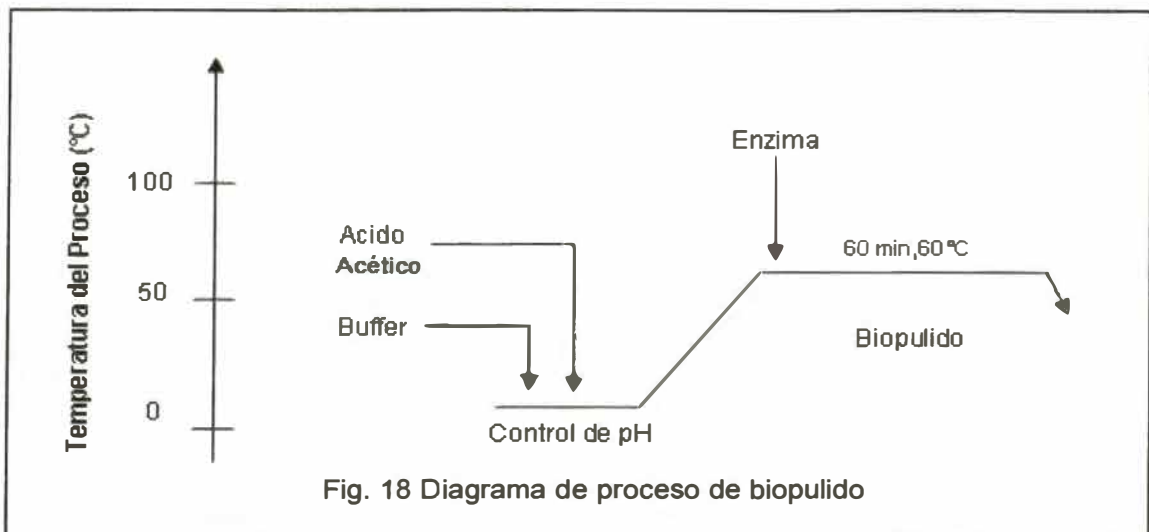 Temperatura del Proceso (°C)
100
50
0
Acido
Acético
Buffer
Control de pH
Enzima
60 min,60ºC
Biopulido
Fig. 18 Diagrama de proceso de biopulido